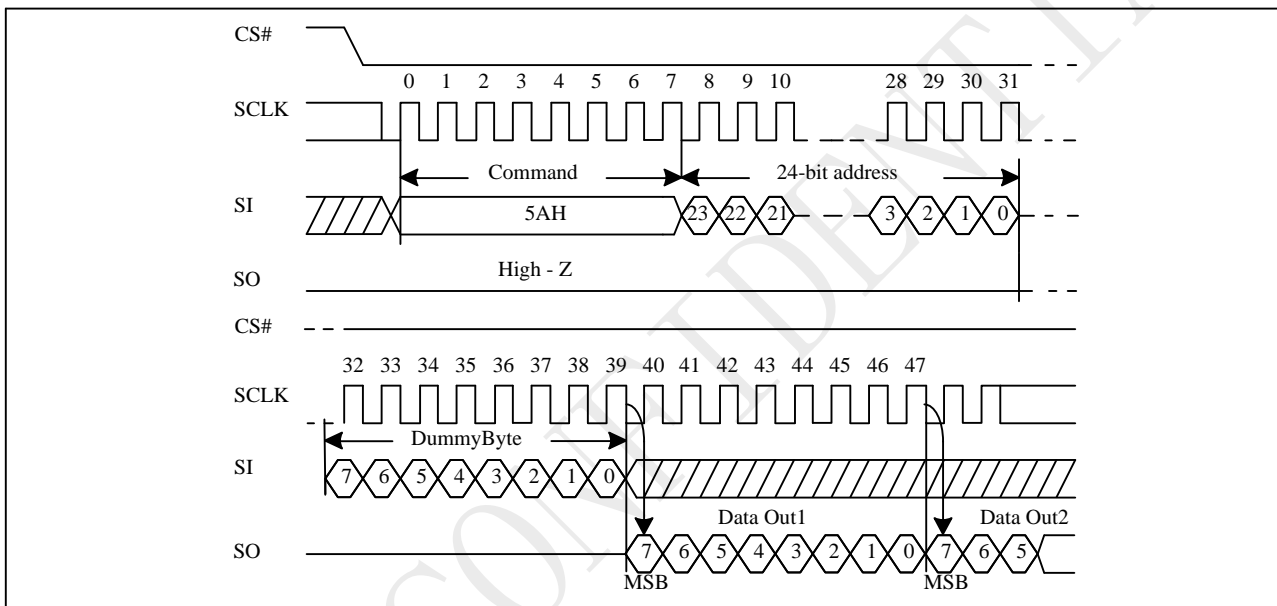 CS#
0 1 2 3 4 5 6 7 8 9 10 28 29 30 31
SCLK
Command 24-bit address
SI 5AH 23 22 21 3 2 1 0
High - Z
SO
CS#
32 33 34 35 36 37 38 39 40 41 42 43 44 45 46 47
SCLK
DummyByte
SI 7 6 5 4 3 2 1 0
Data Out1 Data Out2
SO 7 6 5 4 3 2 1 0 7 6 5
MSB MSB